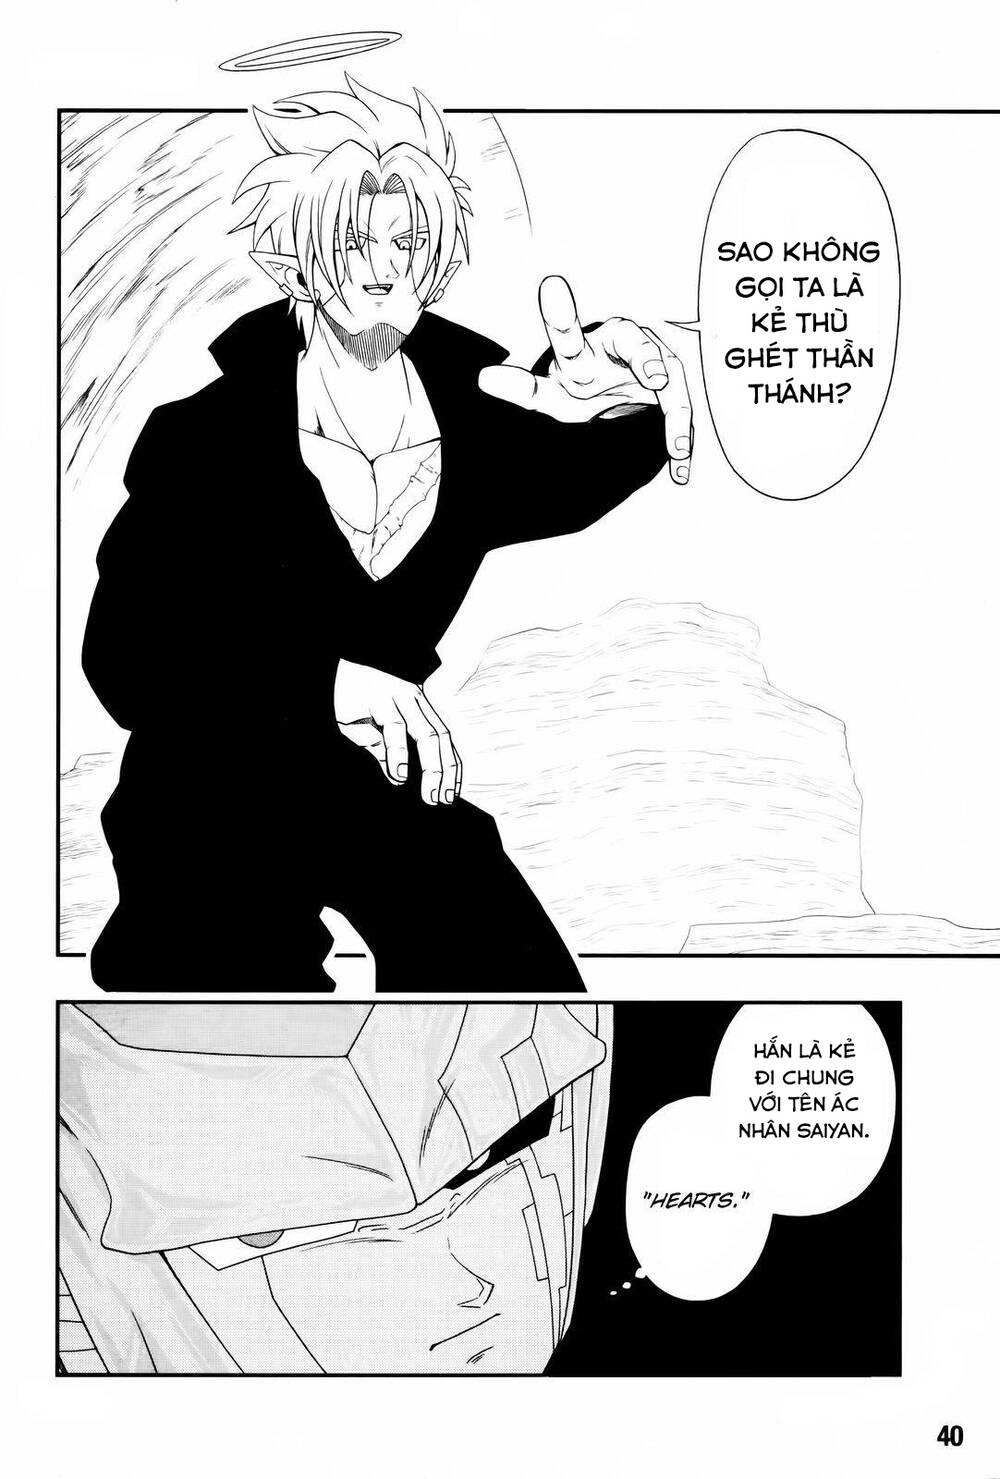 SAO KHÔNG
GỌI TA LÀ
KẺ THÙ
GHÉT THẦN
THÁNH?
HẮN LÀ KẺ
ĐI CHUNG
VỚI TÊN ÁC
NHÂN SAIYAN.
"HEARTS."
40